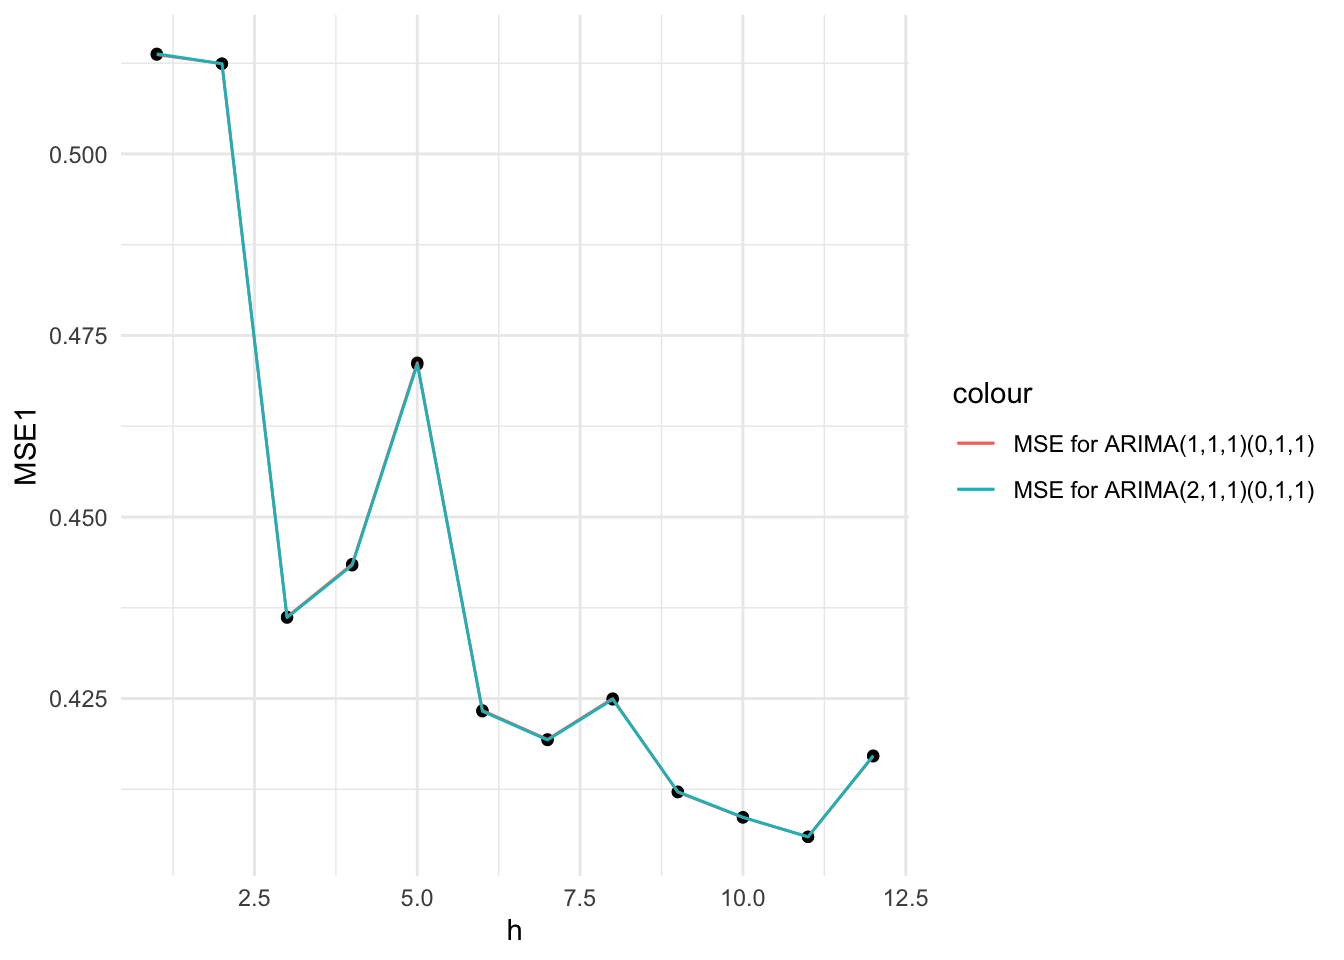 0.500
0.475
0.450
0.425
MSE1
2.5
5.0
7.5
10.0
12.5
h
colour
MSE for ARIMA(1,1,1)(0,1,1)
MSE for ARIMA(2,1,1)(0,1,1)